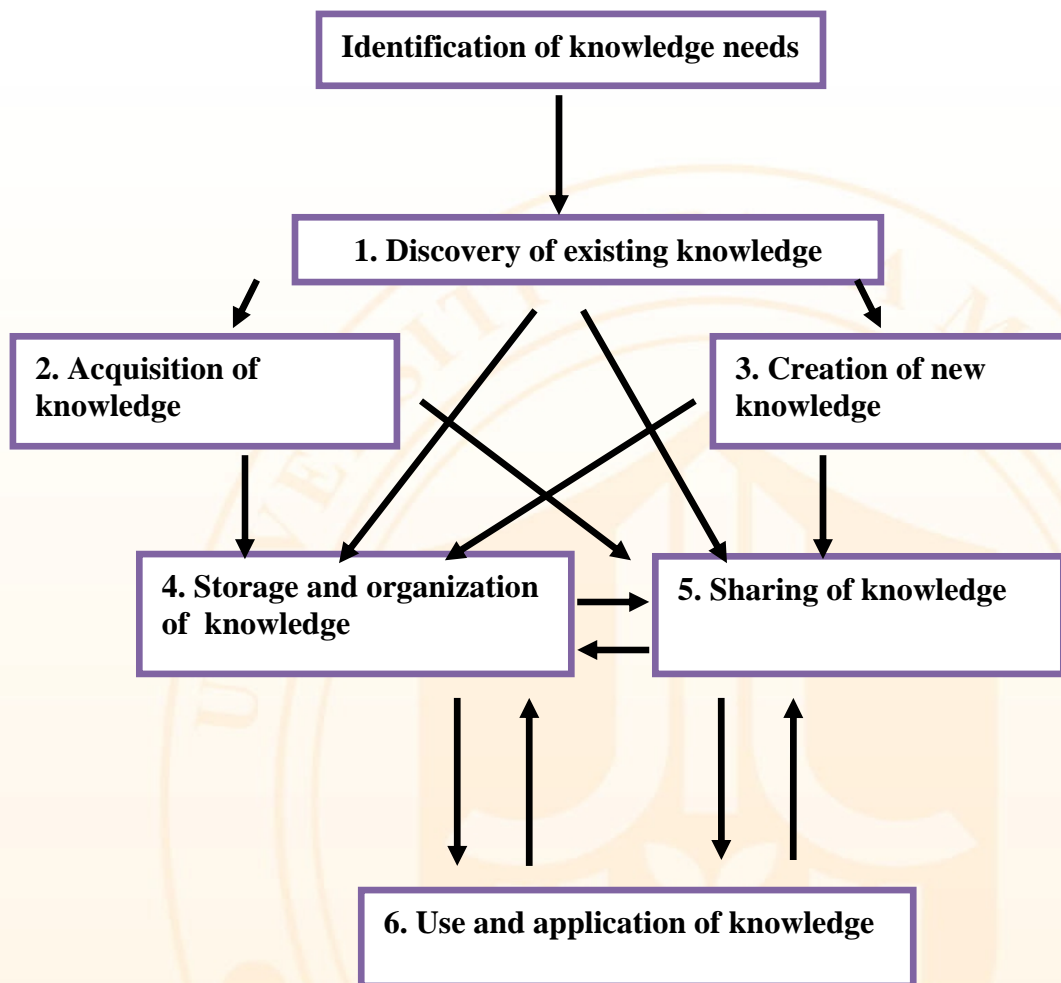 Identification of knowledge needs
1. Discovery of existing knowledge
2. Acquisition of
knowledge
3. Creation of new
knowledge
4. Storage and organization
of knowledge
5. Sharing of knowledge
6. Use and application of knowledge